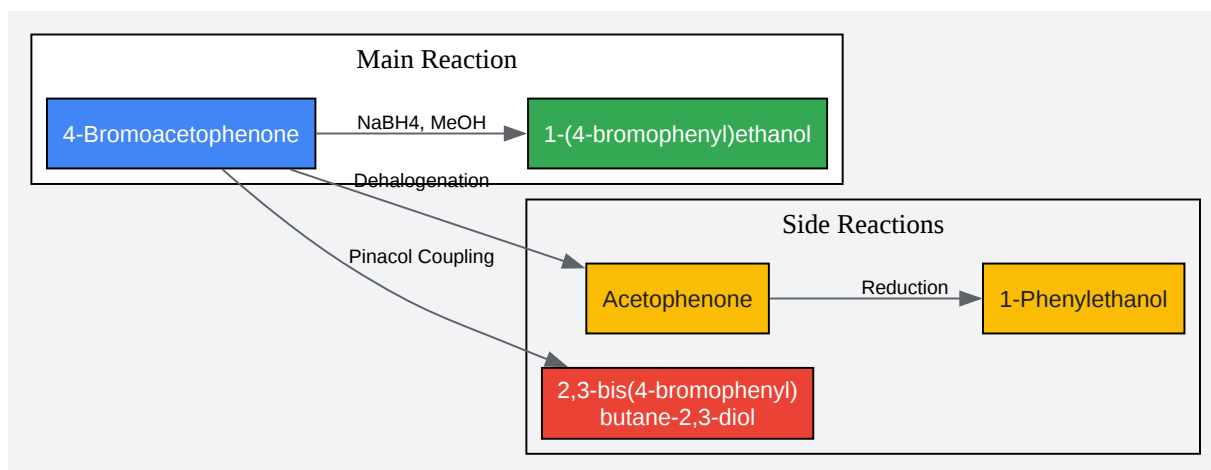 Main Reaction
4-Bromoacetophenone
NaBH4, MeOH
1-(4-bromophenyl)ethanol
Dehalogenation
Side Reactions
Pinacol Coupling
Acetophenone
Reduction
1-Phenylethanol
2,3-bis(4-bromophenyl)
butane-2,3-diol